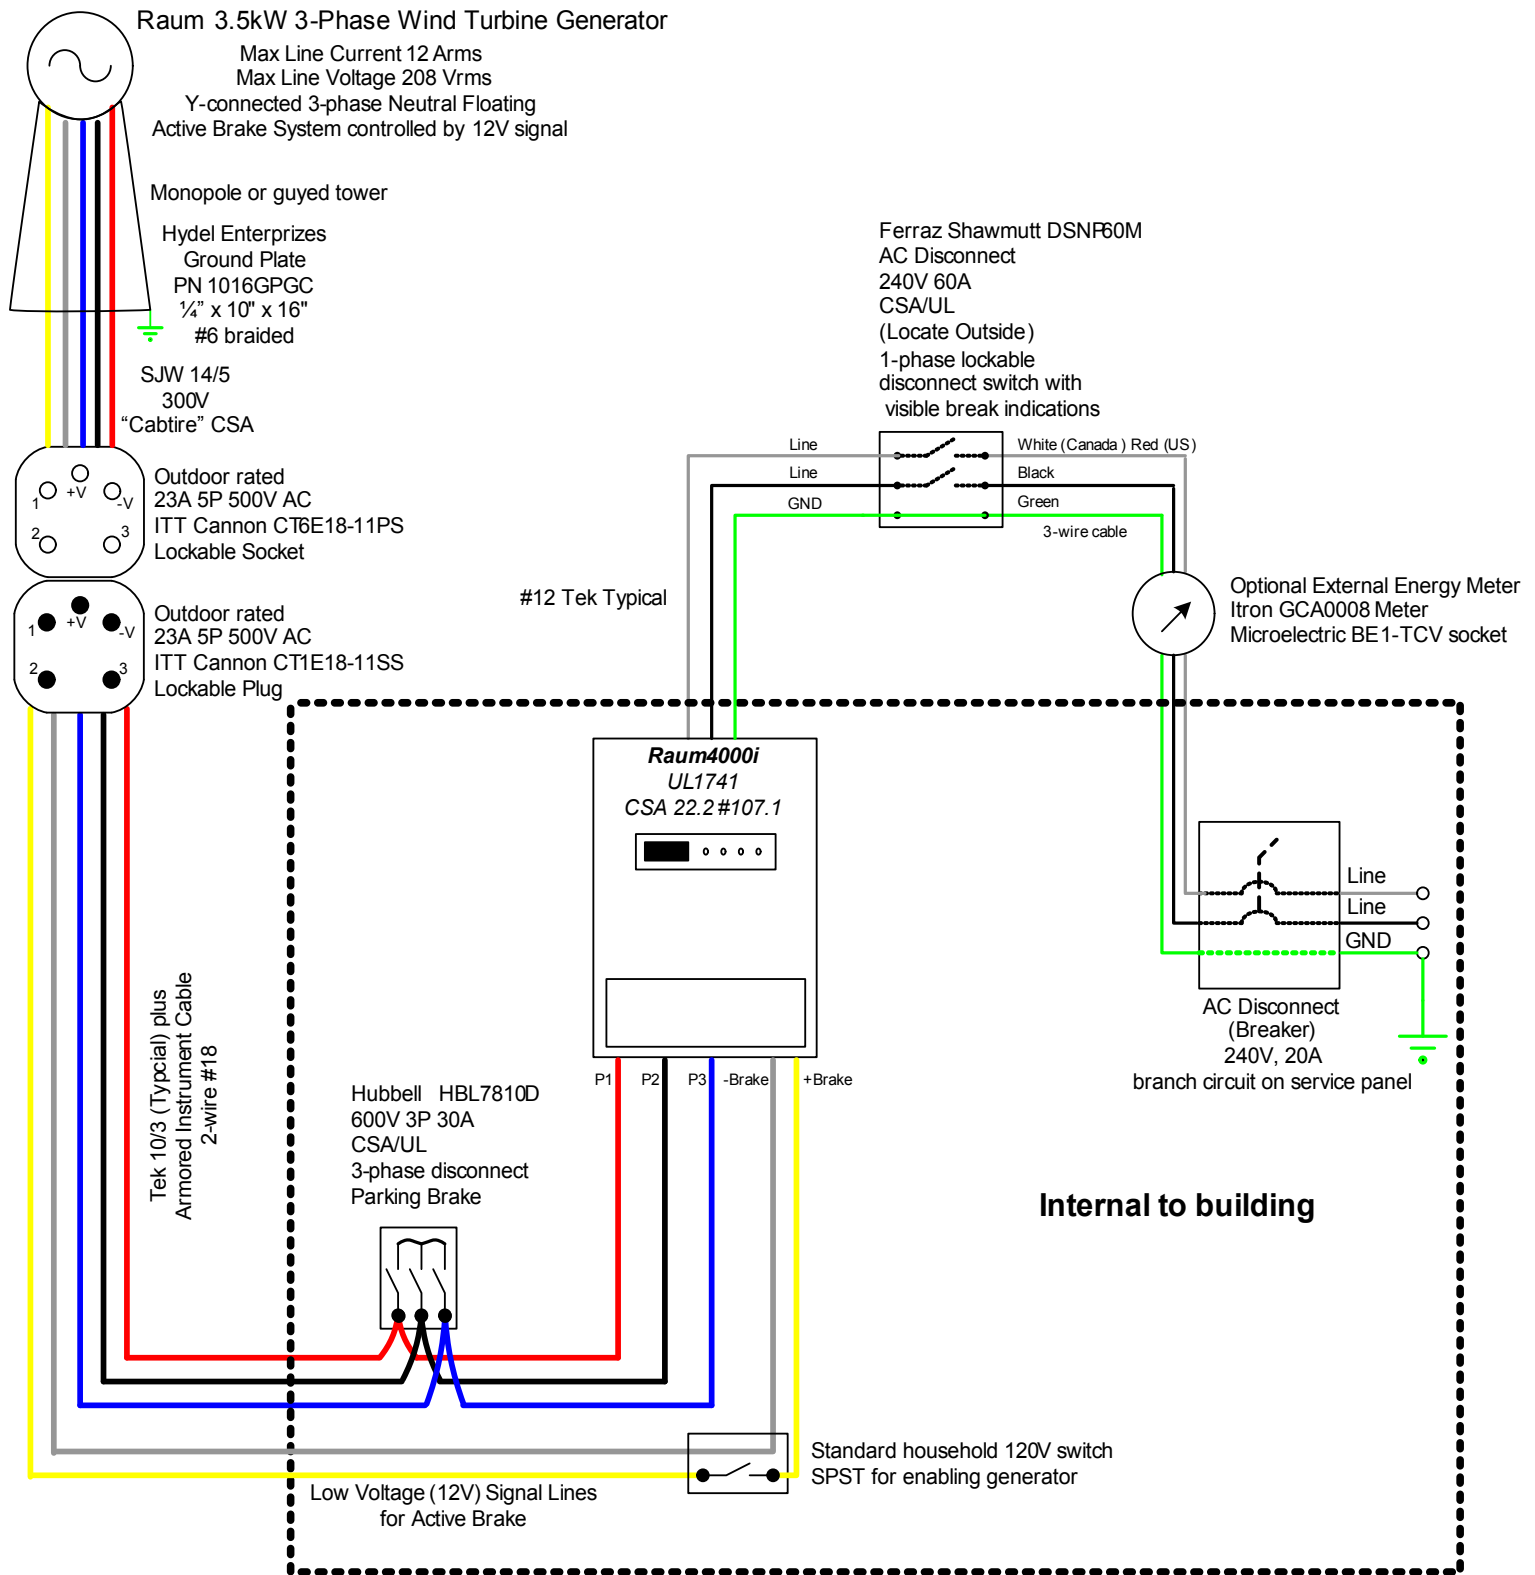 Raum 3.5kW 3-Phase Wind Turbine Generator
Max Line Current 12 Arms
Max Line Voltage 208 Vrms
Y-connected 3-phase Neutral Floating
Active Brake System controlled by 12V signal
Monopole or guyed tower
Hydel Enterprizes
Ground Plate
PN 1016GPGC
¼” x 10" x 16"
#6 braided
SJW 14/5
300V
“Cabtire” CSA
1
+V
-V
2
3
Outdoor rated
23A 5P 500V AC
ITT Cannon CT6E18-11PS
Lockable Socket
1
+V
-V
2
3
Outdoor rated
23A 5P 500V AC
ITT Cannon CT1E18-11SS
Lockable Plug
Ferraz Shawmutt DSNF60M
AC Disconnect
240V 60A
CSA/UL
(Locate Outside)
1-phase lockable
disconnect switch with
visible break indications
Line
Line
GND
White (Canada ) Red (US)
Black
Green
3-wire cable
#12 Tek Typical
Optional External Energy Meter
Itron GCA0008 Meter
Microelectric BE1-TCV socket
Raum4000i
UL1741
CSA 22.2 #107.1
P1
P2
P3
-Brake
+Brake
Line
Line
GND
AC Disconnect
(Breaker)
240V, 20A
branch circuit on service panel
Tek 10/3 (Typcial) plus
Armored Instrument Cable
2-wire #18
Hubbell HBL7810D
600V 3P 30A
CSA/UL
3-phase disconnect
Parking Brake
Internal to building
Standard household 120V switch
SPST for enabling generator
Low Voltage (12V) Signal Lines
for Active Brake